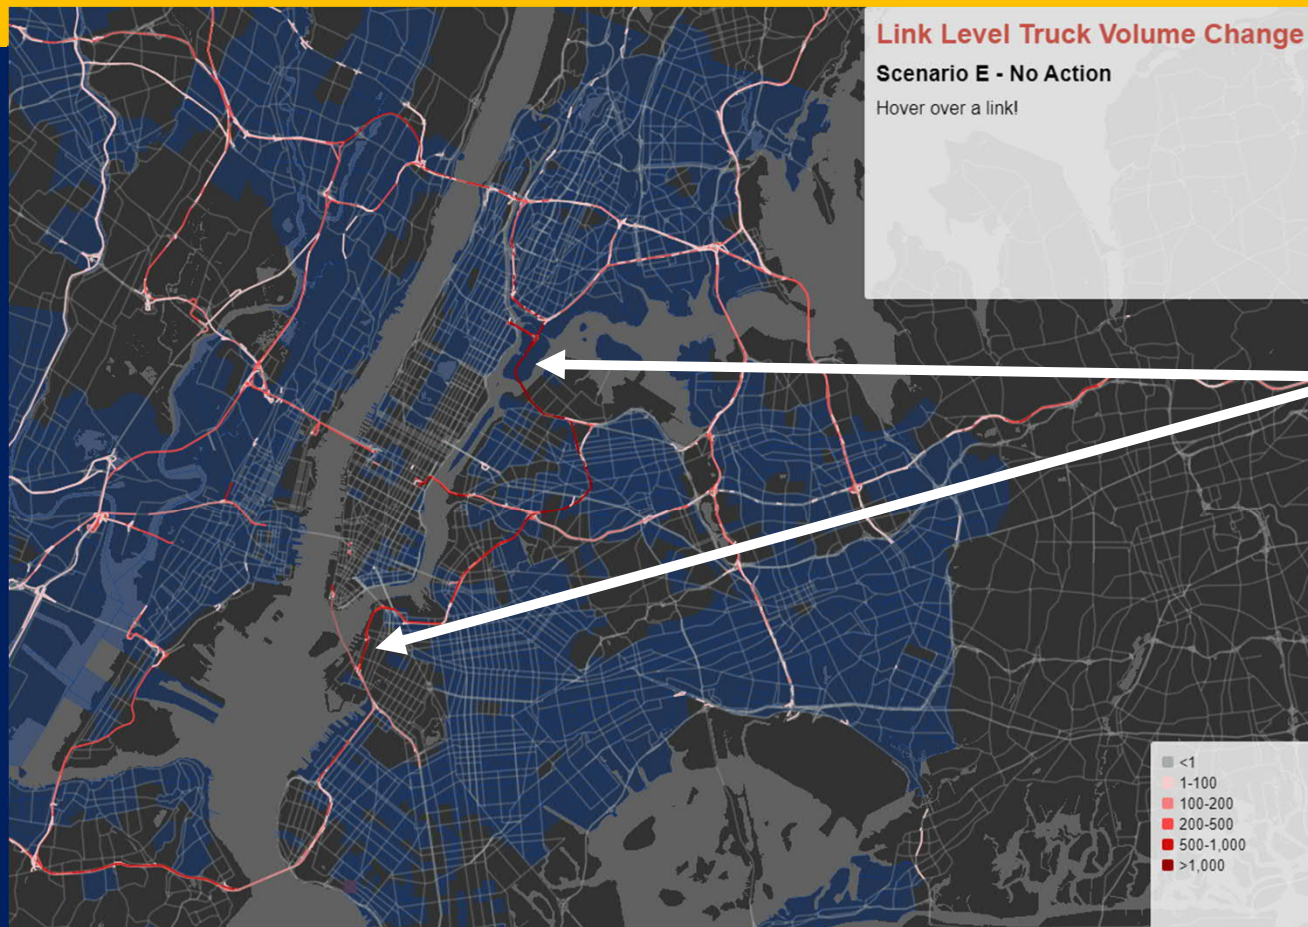 Link Level Truck Volume Change
Scenario E - No Action
Hover over a link!
<1
1-100
100-200
200-500
500-1,000
>1,000